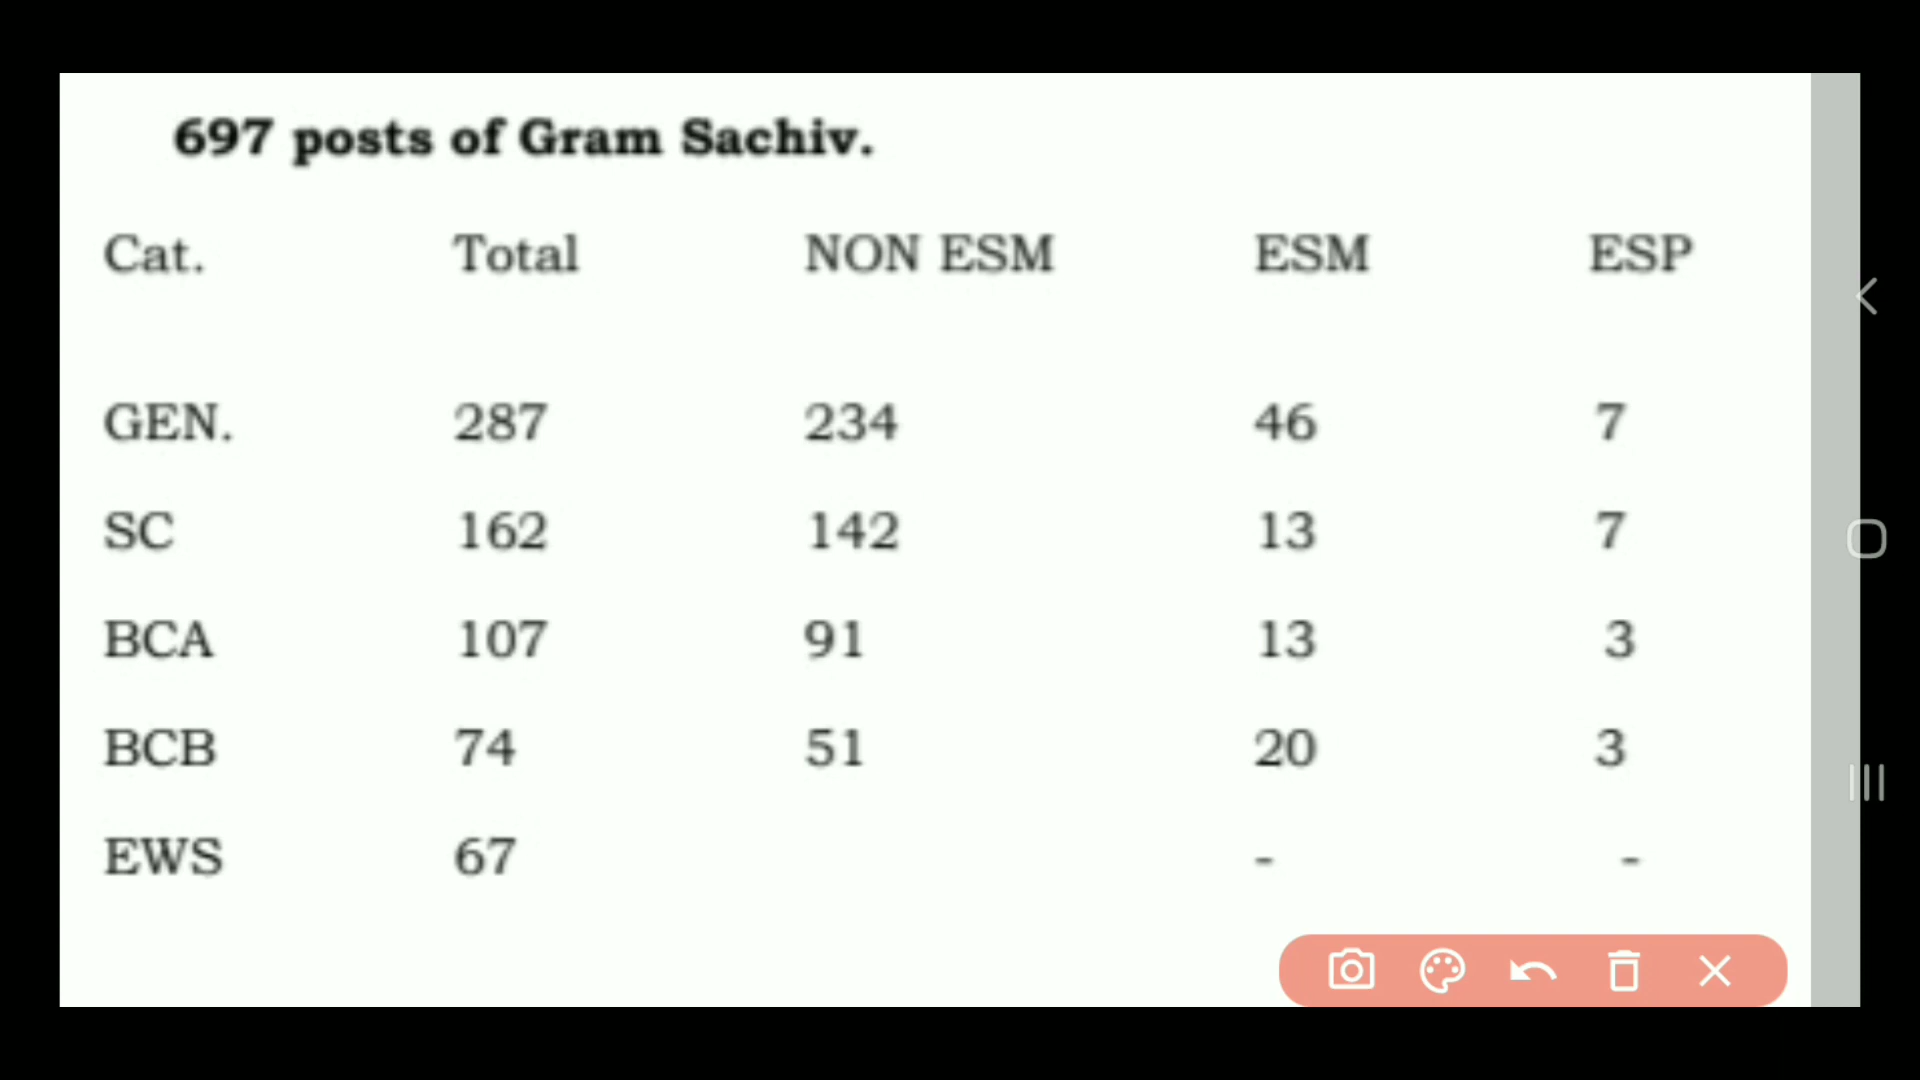 697 posts of Gram Sachiv.
Cat. Total NON ESM ESM ESP
GEN. 287 234 46 7
SC 162 142 13 7
BCA 107 91 13 3
BCB 74 51 20 3
EWS 67 - -